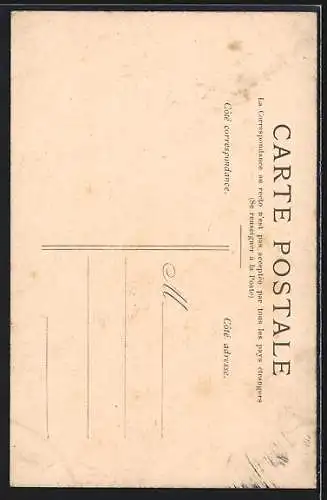 CARTE POSTALE
La Correspondance au recto n'est pas acceptée par tous les pays étrangers
(Se renseigner à la Poste)
Côté correspondance.
Côté adresse.
M